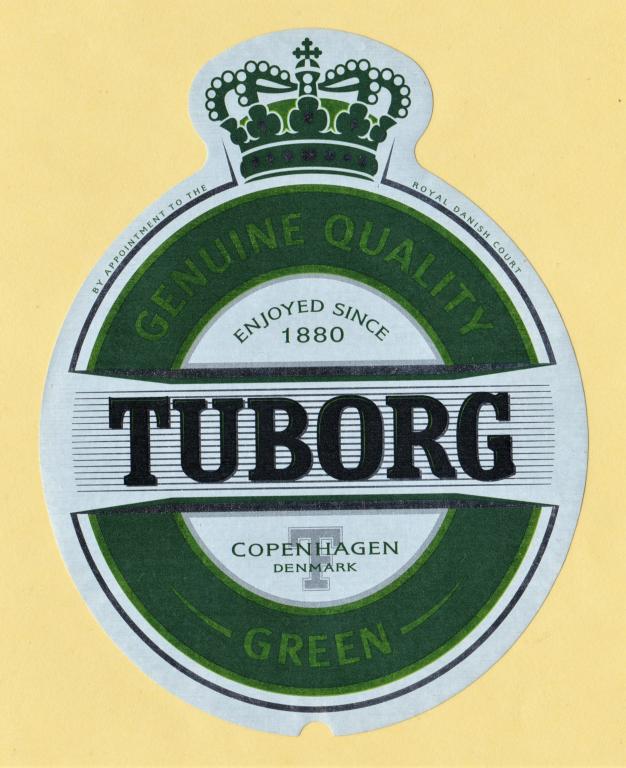 BY APPOINTMENT TO THE
ROYAL DANISH COURT
GENUINE QUALITY
ENJOYED SINCE
1880
TUBORG
T
COPENHAGEN
DENMARK
GREEN